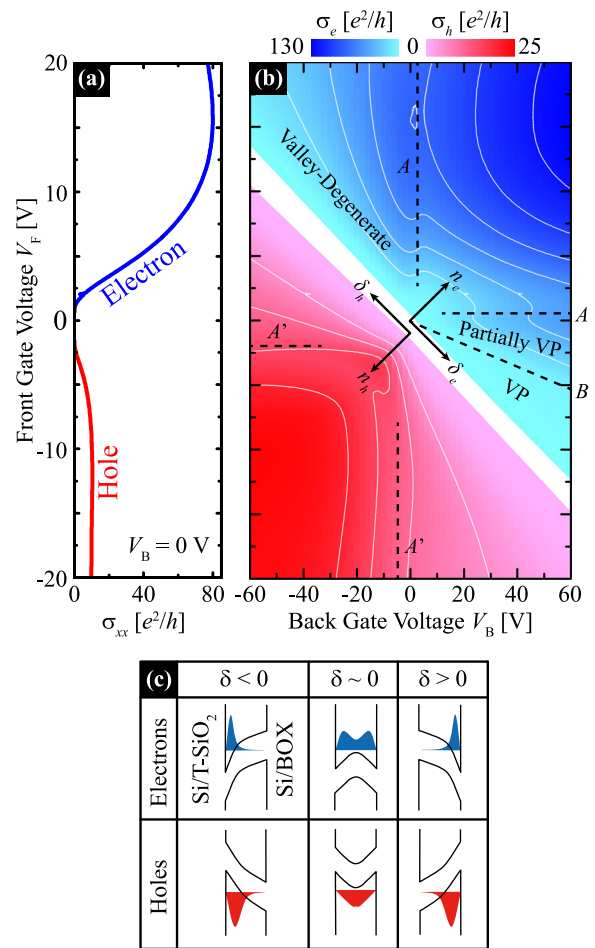 σe [e²/h] σh [e²/h]
130 0 25
(a)
(b)
20
10
0
-10
-20
Front Gate Voltage VF [V]
Electron
Hole
VB = 0 V
0 40 80
σxx [e²/h]
Valley-Degenerate
A
ne
δh
A
Partially VP
A'
B
nh
δe
VP
A'
-60 -40 -20 0 20 40 60
Back Gate Voltage VB [V]
(c)
δ < 0 δ ~ 0 δ > 0
Electrons
Si/T-SiO2
Si/BOX
Holes